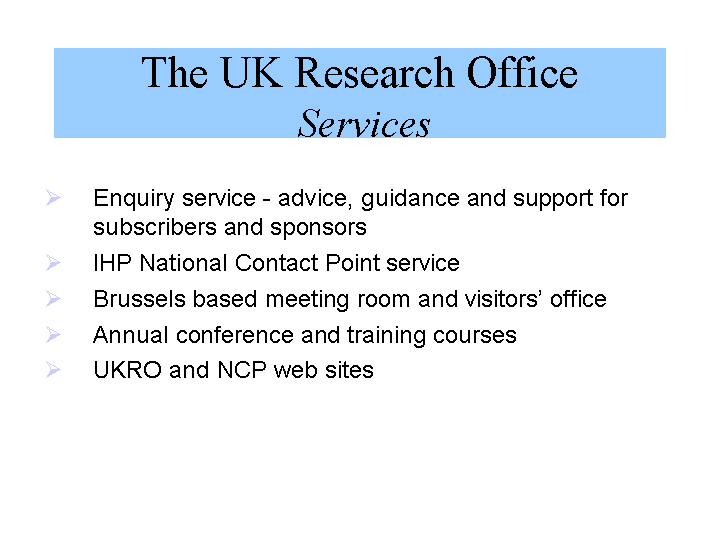 The UK Research Office
Services
Ø Enquiry service - advice, guidance and support for
subscribers and sponsors
Ø IHP National Contact Point service
Ø Brussels based meeting room and visitors’ office
Ø Annual conference and training courses
Ø UKRO and NCP web sites